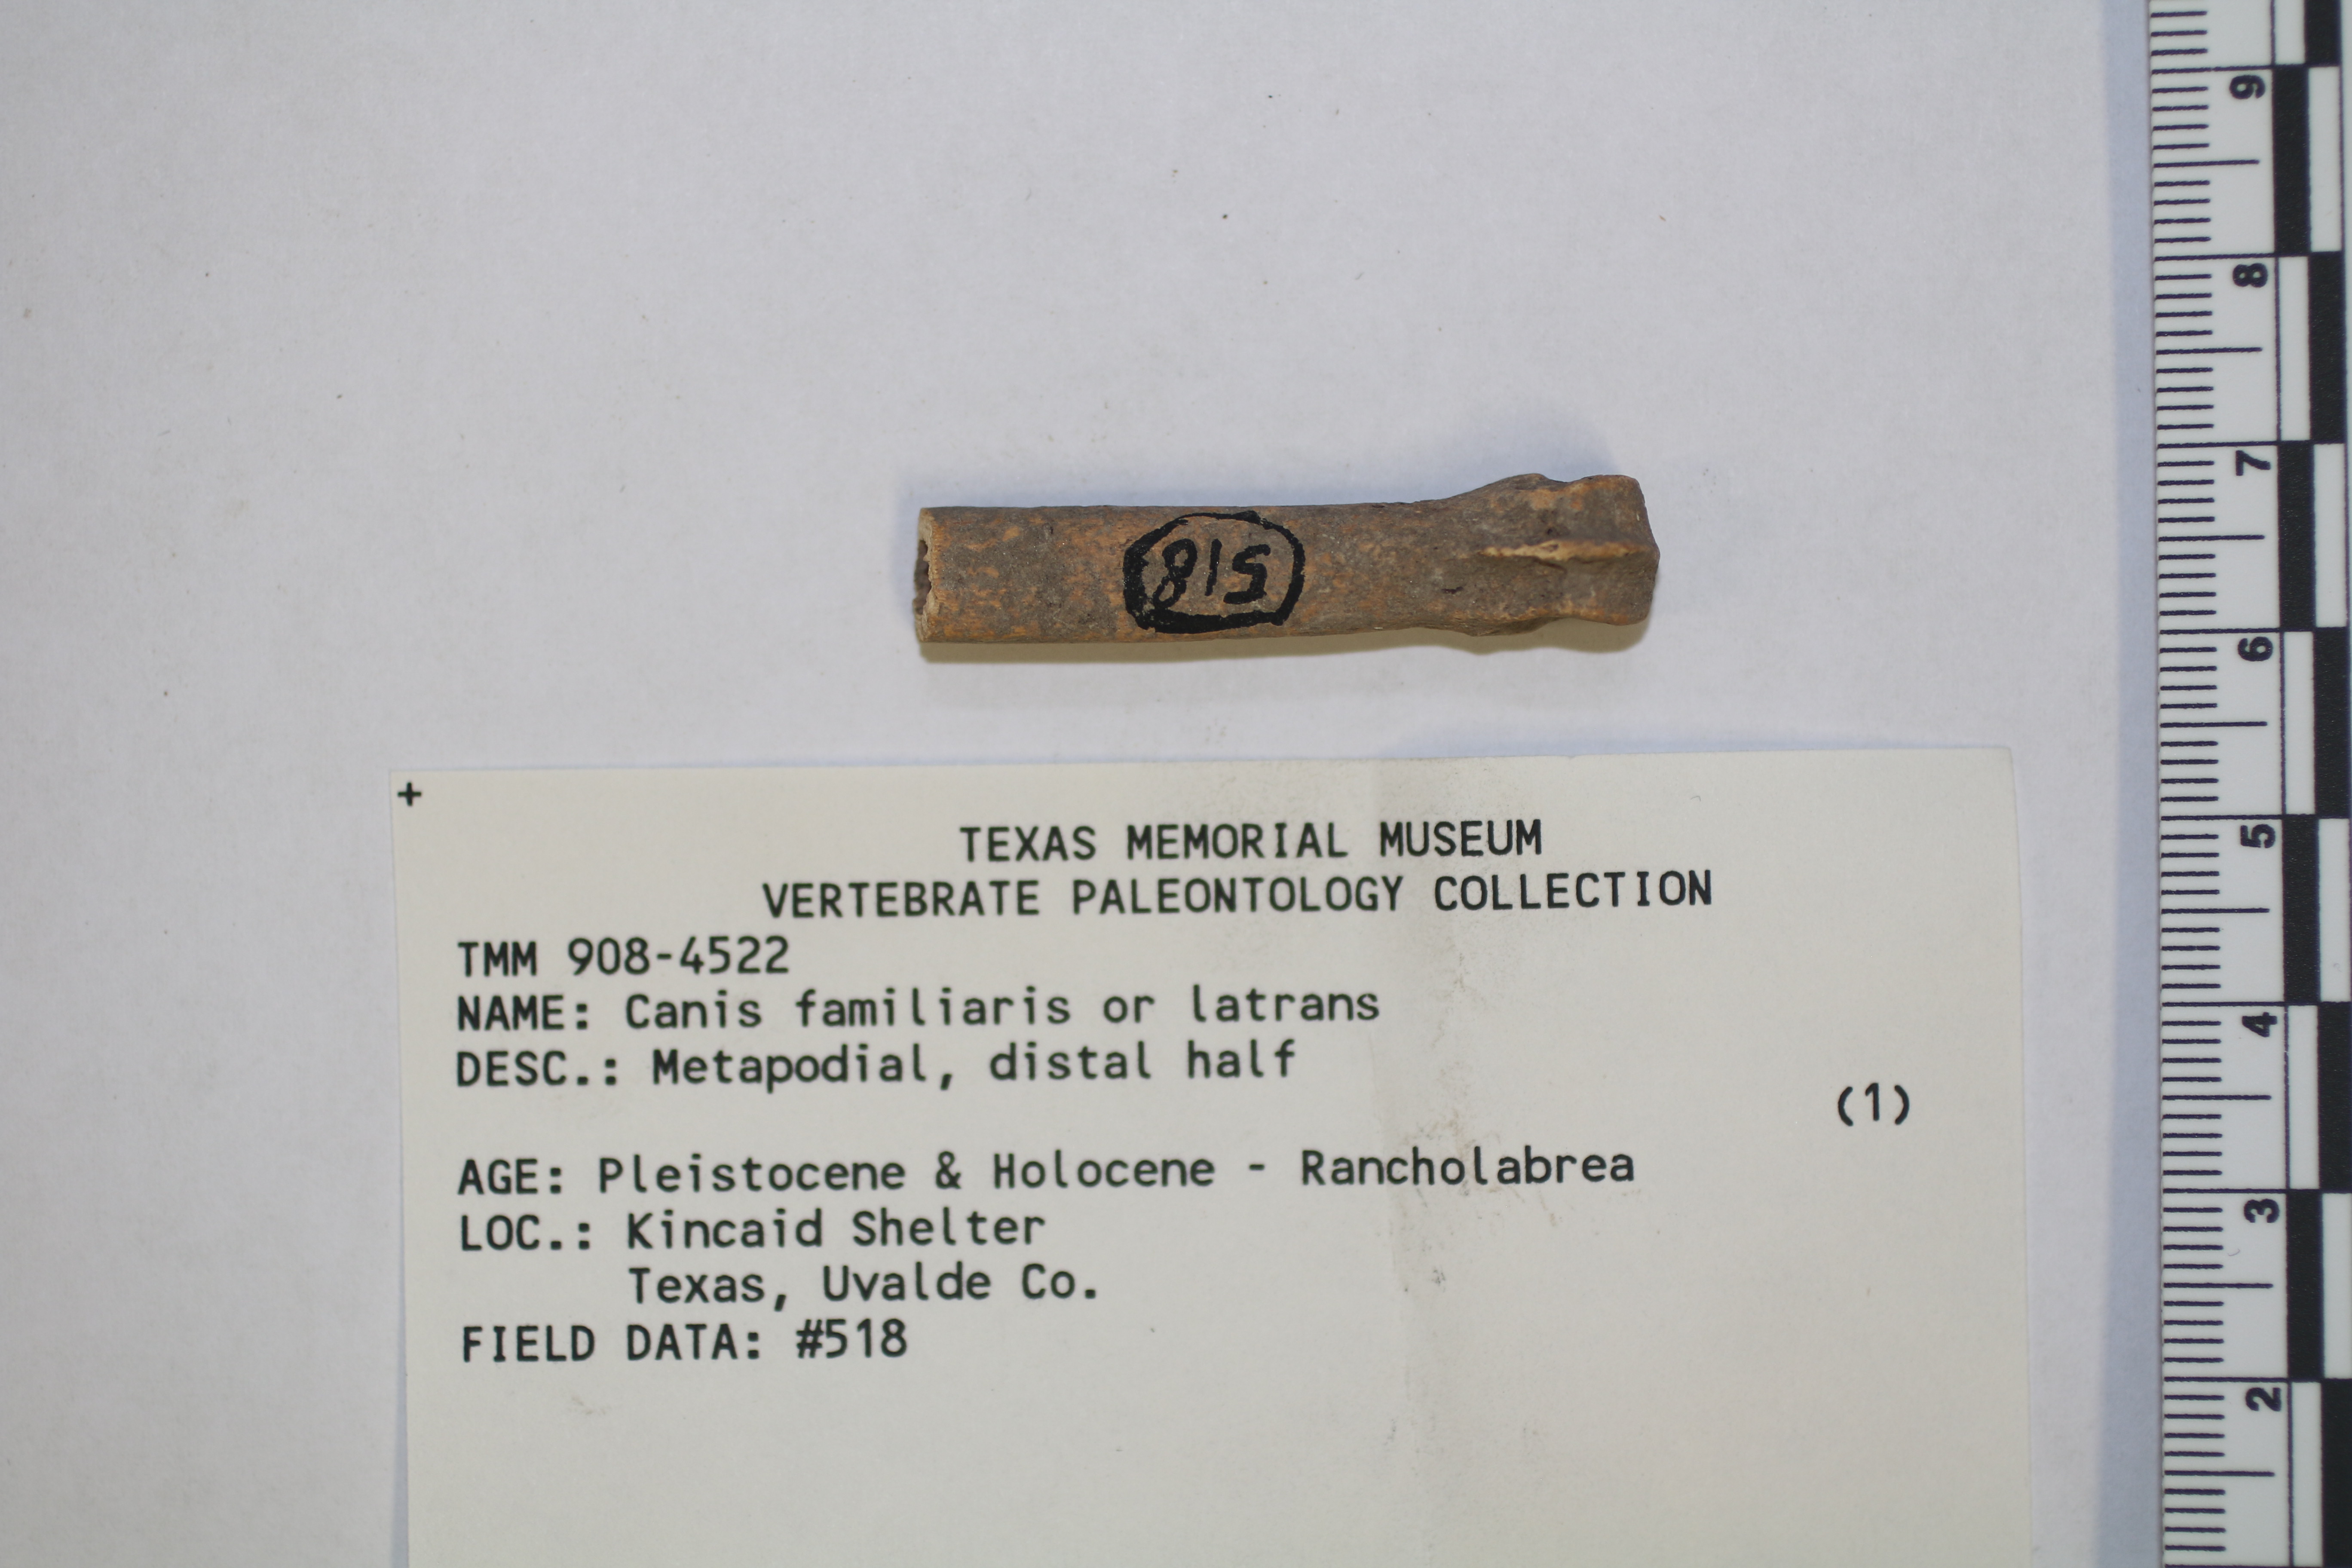 518
+
TEXAS MEMORIAL MUSEUM
VERTEBRATE PALEONTOLOGY COLLECTION
TMM 908-4522
NAME: Canis familiaris or latrans
DESC.: Metapodial, distal half
(1)
AGE: Pleistocene & Holocene - Rancholabrea
LOC.: Kincaid Shelter
Texas, Uvalde Co.
FIELD DATA: #518
9
8
7
6
5
4
3
2